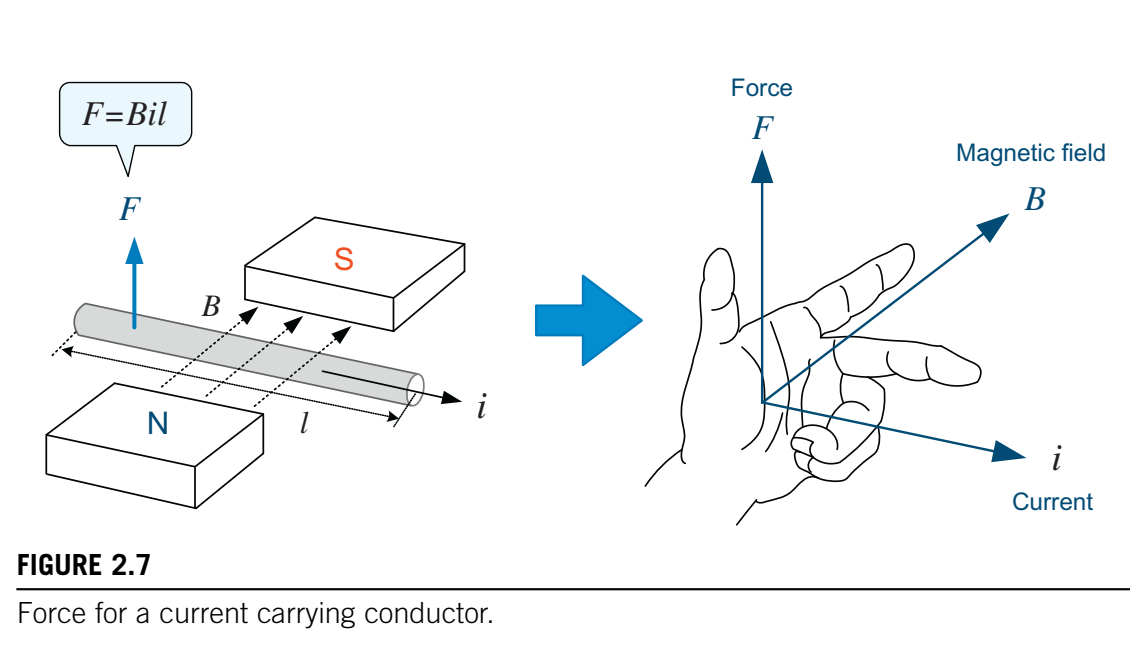 F=Bil
F
S
B
i
l
N
Force
F
Magnetic field
B
i
Current
FIGURE 2.7
Force for a current carrying conductor.